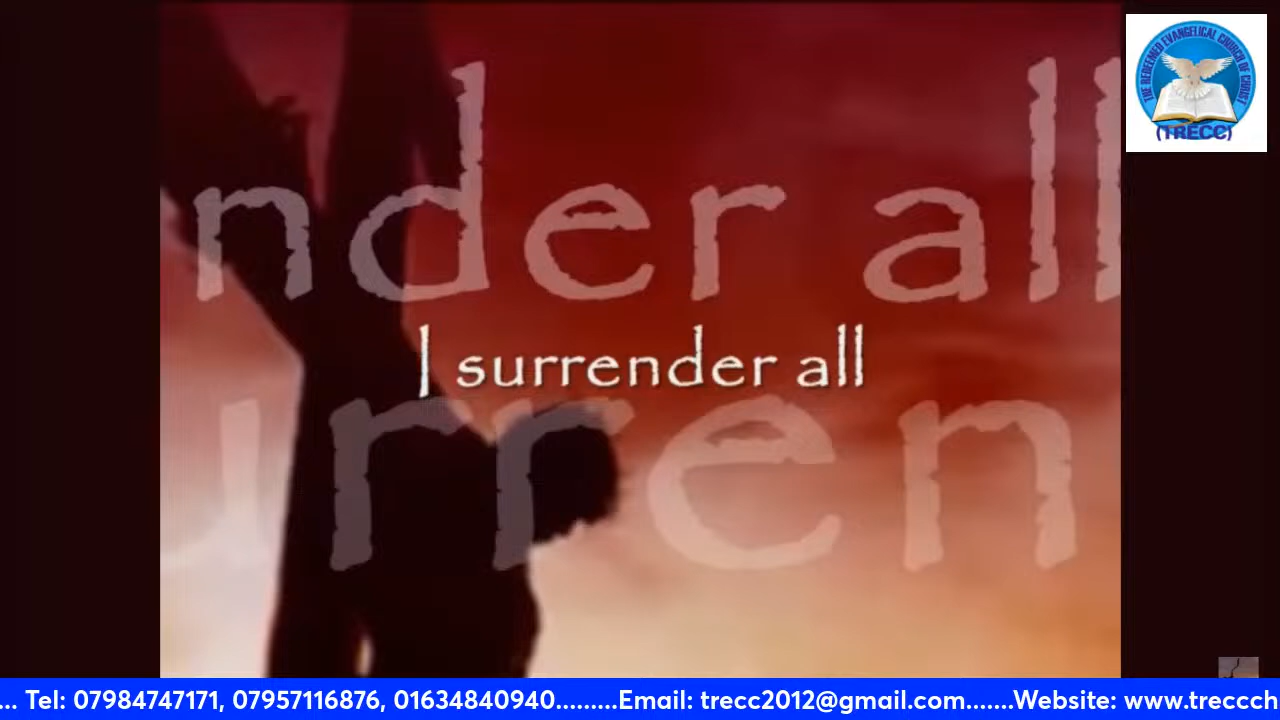 THE REDEEMED EVANGELICAL CHURCH OF CHRIST
(TRECC)
nder all
I surrender all
urren
... Tel: 07984747171, 07957116876, 01634840940.........Email: trecc2012@gmail.com.......Website: www.treccch